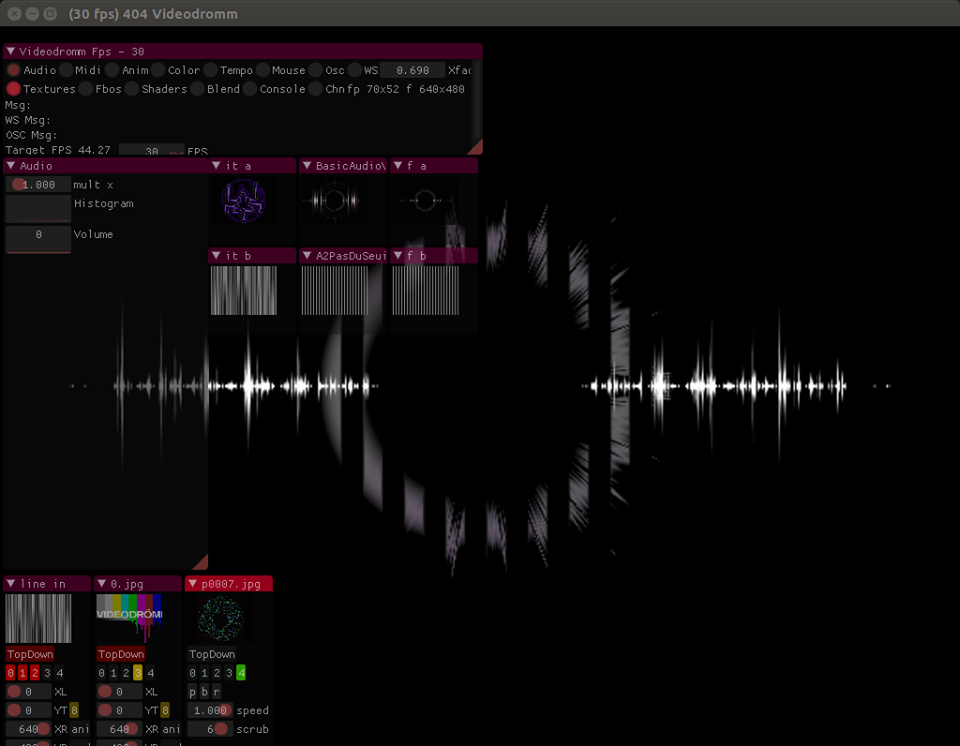 (30 fps) 404 Videodromm
Videodromm Fps - 30
Audio Midi Anim Color Tempo Mouse Osc WS 0.690 Xfac
Textures Fbos Shaders Blend Console Chn fp 70x52 f 640x480
Msg:
WS Msg:
OSC Msg:
Target FPS 44.27 30 FPS
Audio it a BasicAudio\ f a
1.000 mult x
Histogram
0 Volume
it b A2PasDuSeui f b
line in 0.jpg p0007.jpg
VIDEODRÖM
TopDown TopDown TopDown
0 1 2 3 4 0 1 2 3 4 0 1 2 3 4
0 XL 0 XL p b r
0 YT 8 0 YT 8 1.000 speed
640 XR ani 640 XR ani 6 scrub